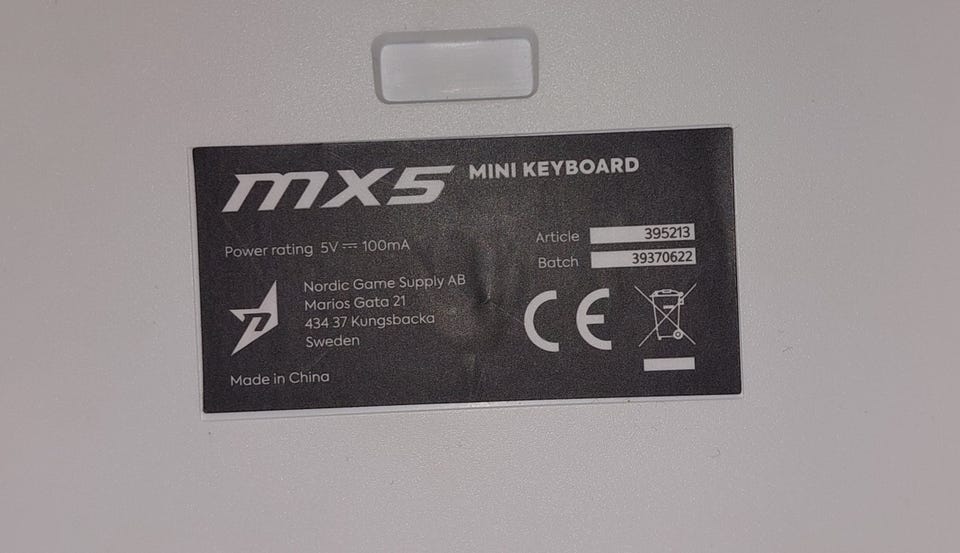 MX5 MINI KEYBOARD
Power rating 5V ⎓ 100mA
Article 395213
Batch 39370622
Nordic Game Supply AB
Marios Gata 21
434 37 Kungsbacka
Sweden
CE
Made in China